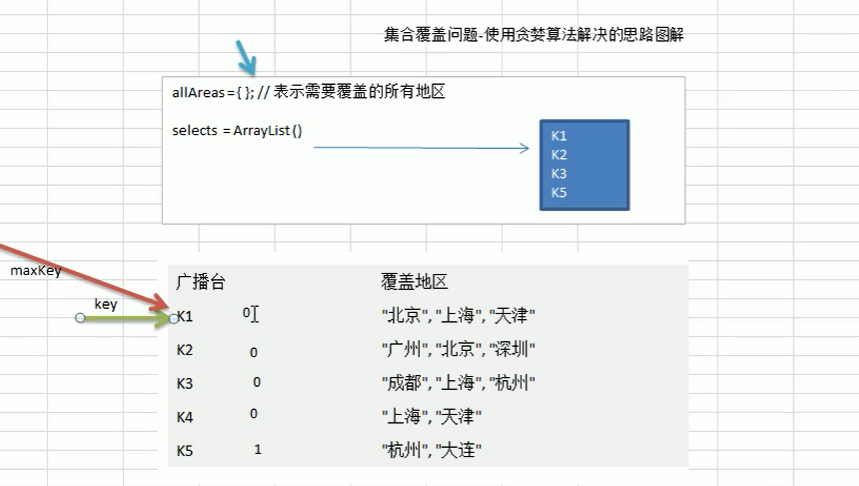 集合覆盖问题-使用贪婪算法解决的思路图解
allAreas={ }; // 表示需要覆盖的所有地区
selects = ArrayList()
K1
K2
K3
K5
maxKey
key
广播台 覆盖地区
K1 0 "北京","上海","天津"
K2 0 "广州","北京","深圳"
K3 0 "成都","上海","杭州"
K4 0 "上海","天津"
K5 1 "杭州","大连"